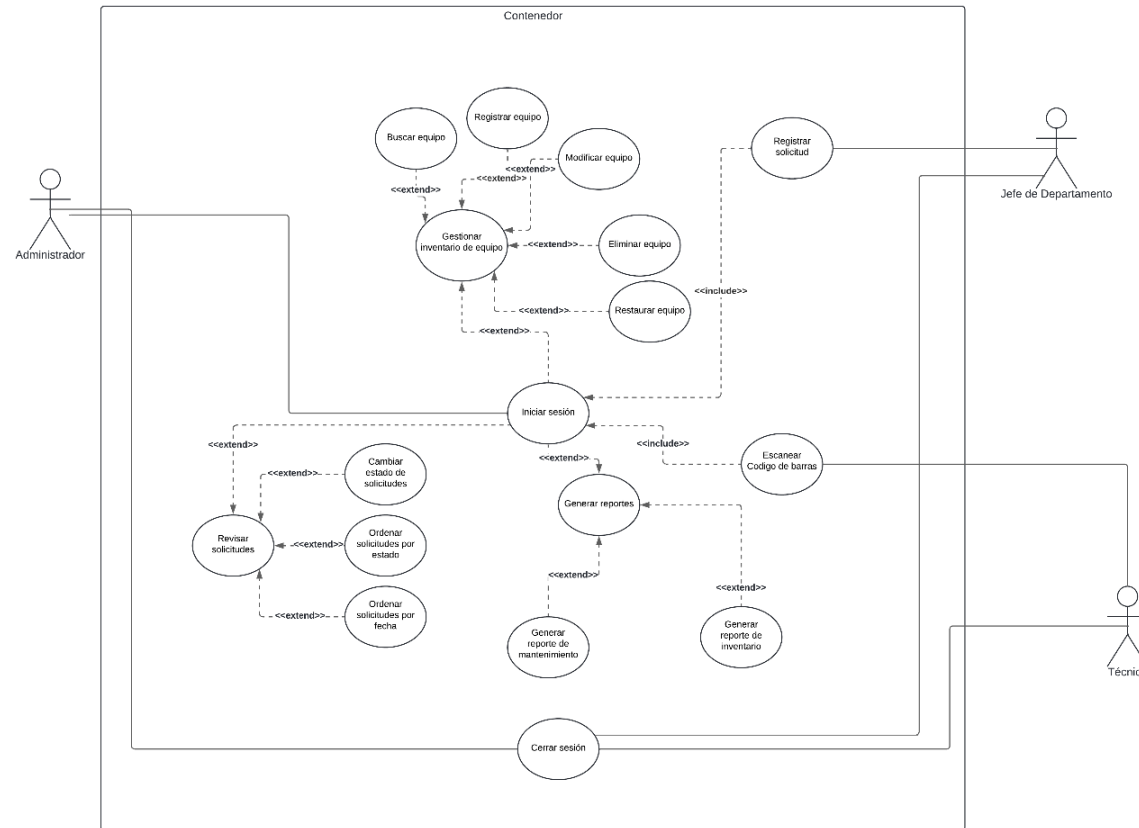 Contenedor
Registrar equipo
Buscar equipo
Modificar equipo
Registrar
solicitud
<<extend>>
<<extend>>
<<extend>>
Jefe de Departamento
Administrador
Gestionar
inventario de equipo
<<extend>>
Eliminar equipo
<<include>>
<<extend>>
Restaurar equipo
<<extend>>
Iniciar sesión
<<extend>>
<<include>>
<<extend>>
Escanear
Codigo de barras
Cambiar
estado de
solicitudes
<<extend>>
Generar reportes
Revisar
solicitudes
<<extend>>
Ordenar
solicitudes por
estado
<<extend>>
<<extend>>
Ordenar
solicitudes por
fecha
<<extend>>
Generar
reporte de
mantenimiento
Generar
reporte de
inventario
Técnic
Cerrar sesión